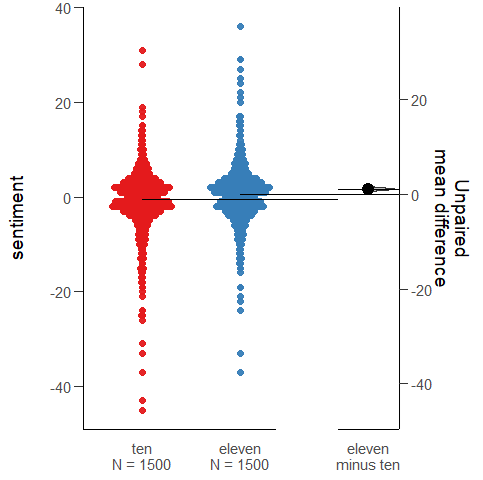 40
20
0
-20
-40
sentiment
20
0
-20
-40
Unpaired
mean difference
ten
N = 1500
eleven
N = 1500
eleven
minus ten